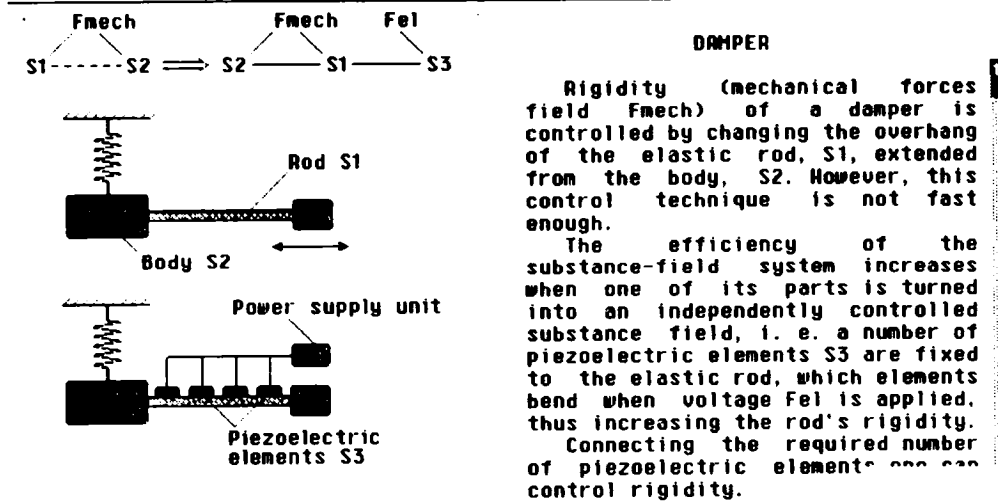 Fmech Fmech Fel
S1 S2 S2 S1 S3
Rod S1
Body S2
Power supply unit
Piezoelectric
elements S3
DAMPER
Rigidity (mechanical forces
field Fmech) of a damper is
controlled by changing the overhang
of the elastic rod, S1, extended
from the body, S2. However, this
control technique is not fast
enough.
The efficiency of the
substance-field system increases
when one of its parts is turned
into an independently controlled
substance field, i. e. a number of
piezoelectric elements S3 are fixed
to the elastic rod, which elements
bend when voltage Fel is applied,
thus increasing the rod's rigidity.
Connecting the required number
of piezoelectric elements one can
control rigidity.